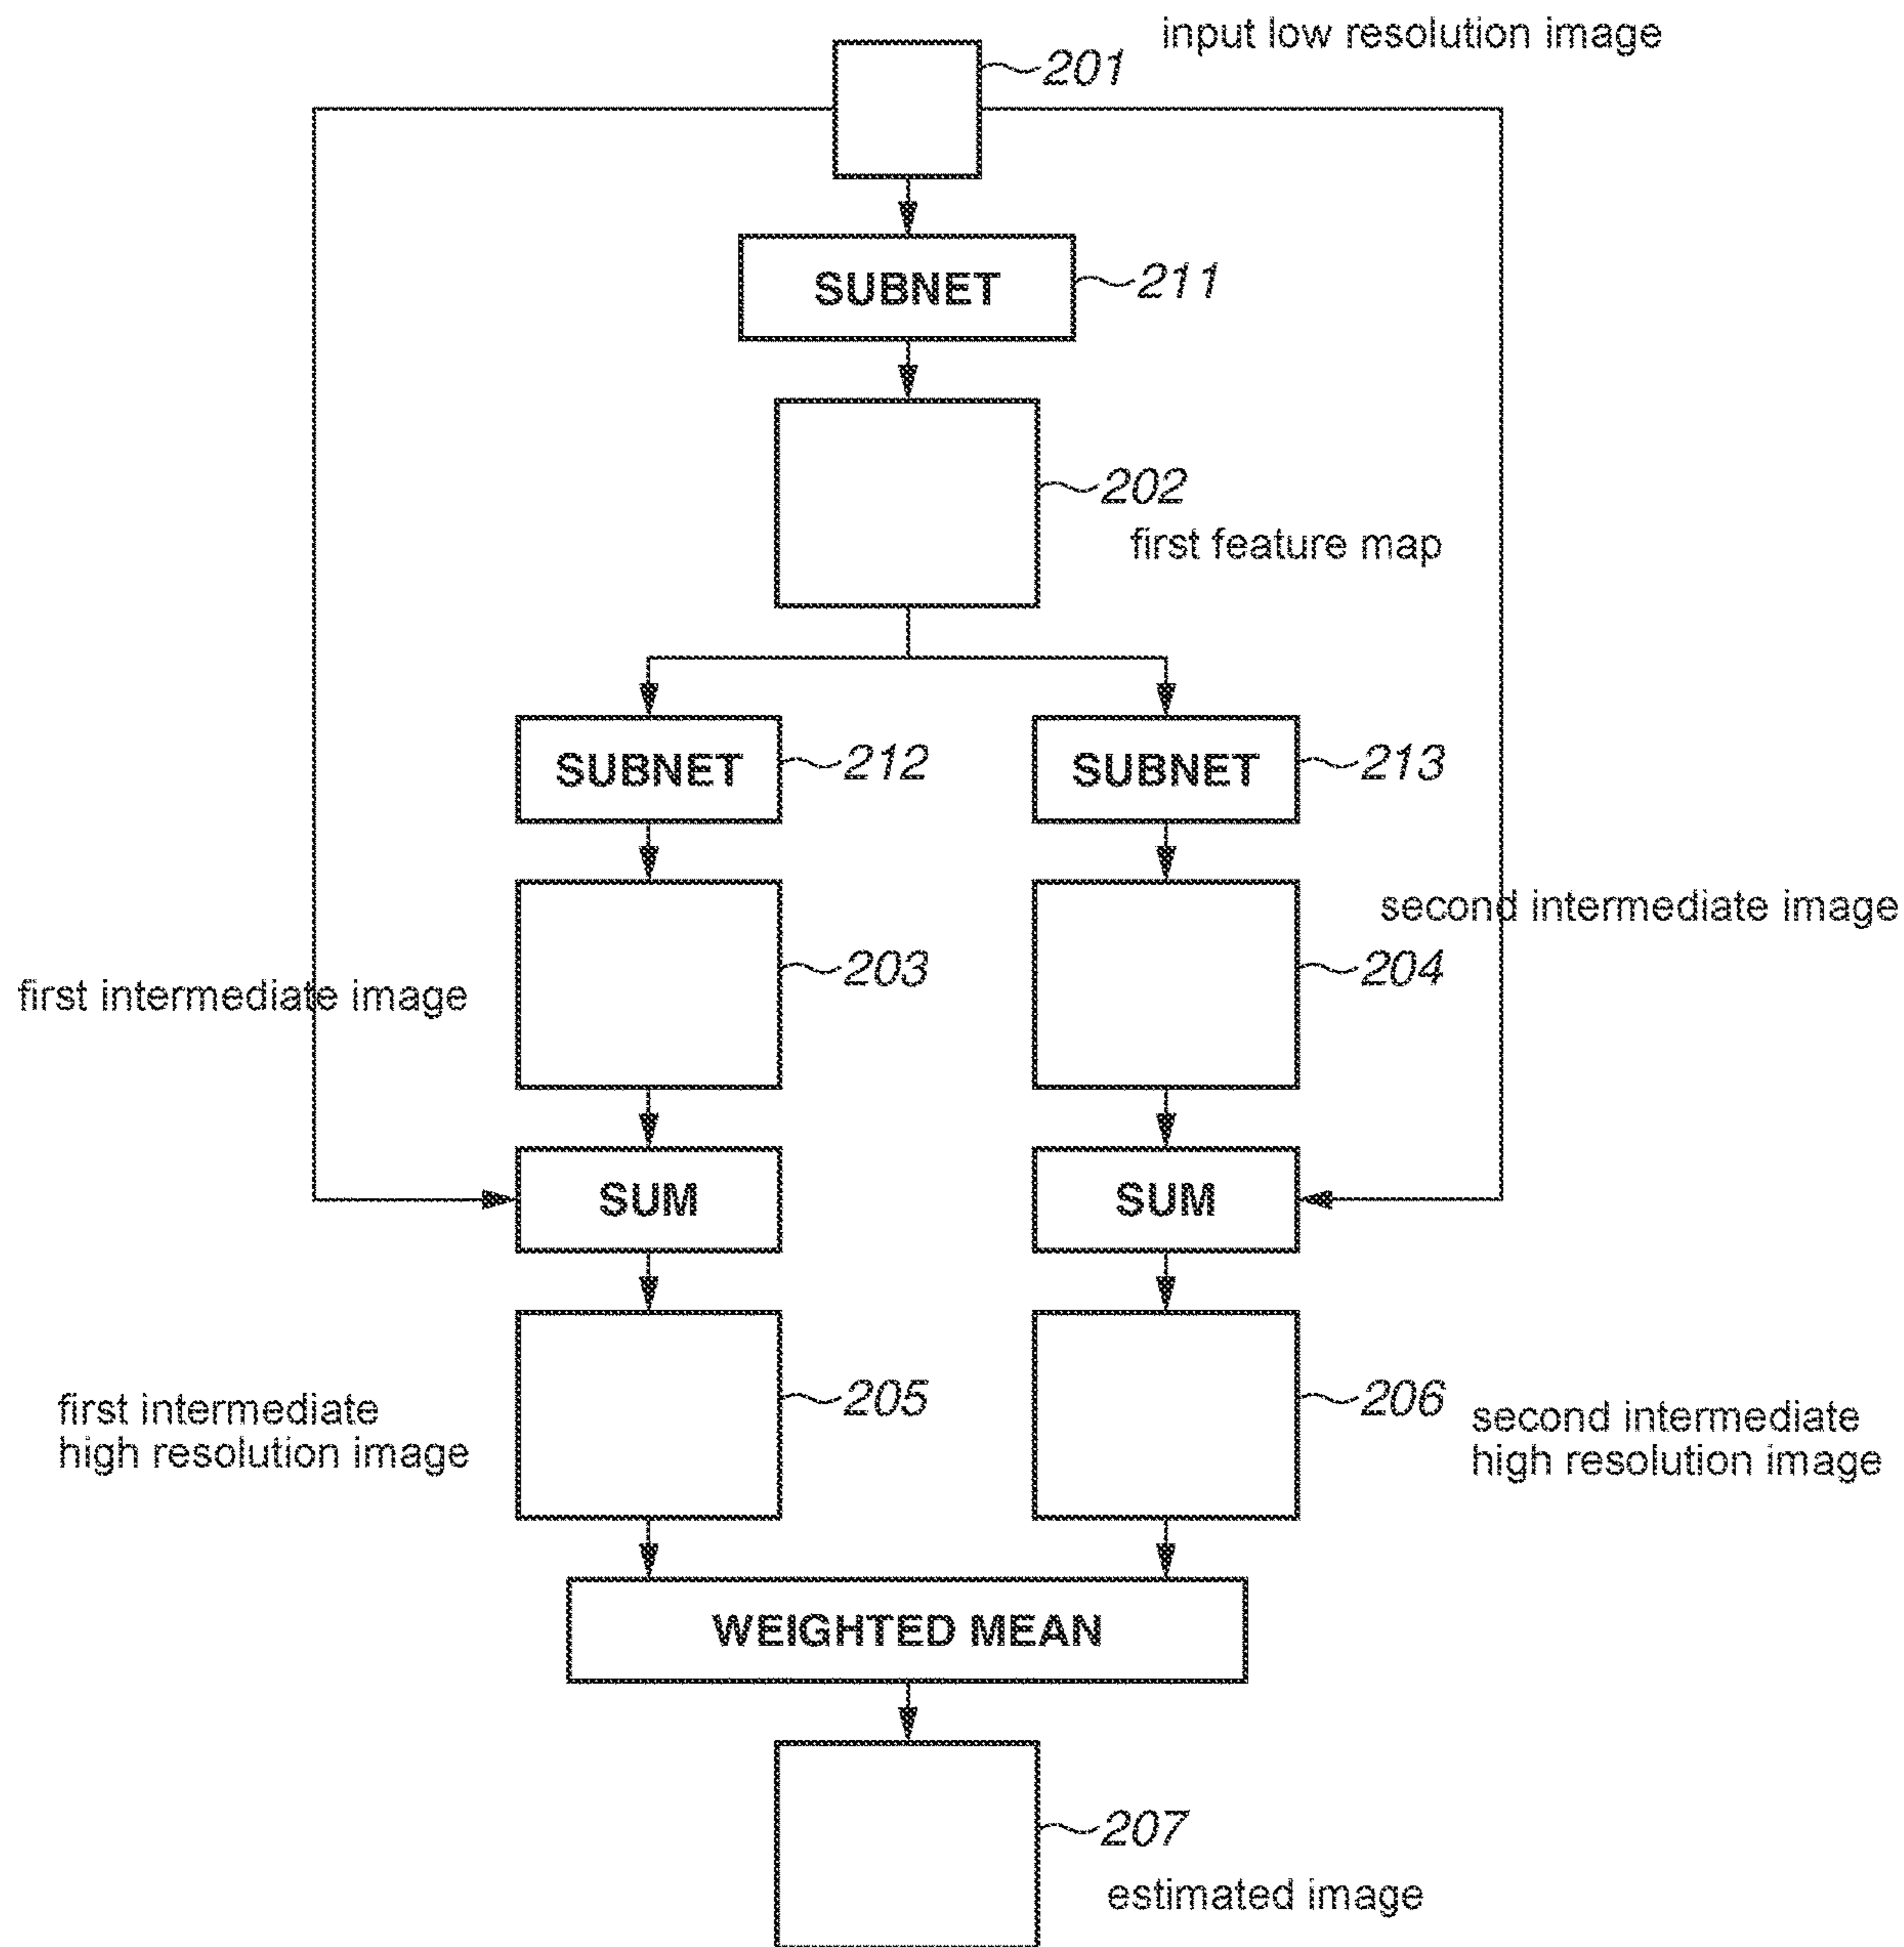 input low resolution image
201
SUBNET
211
202
first feature map
SUBNET
212
SUBNET
213
second intermediate image
203
204
first intermediate image
SUM
SUM
205
206
first intermediate
high resolution image
second intermediate
high resolution image
WEIGHTED MEAN
207
estimated image